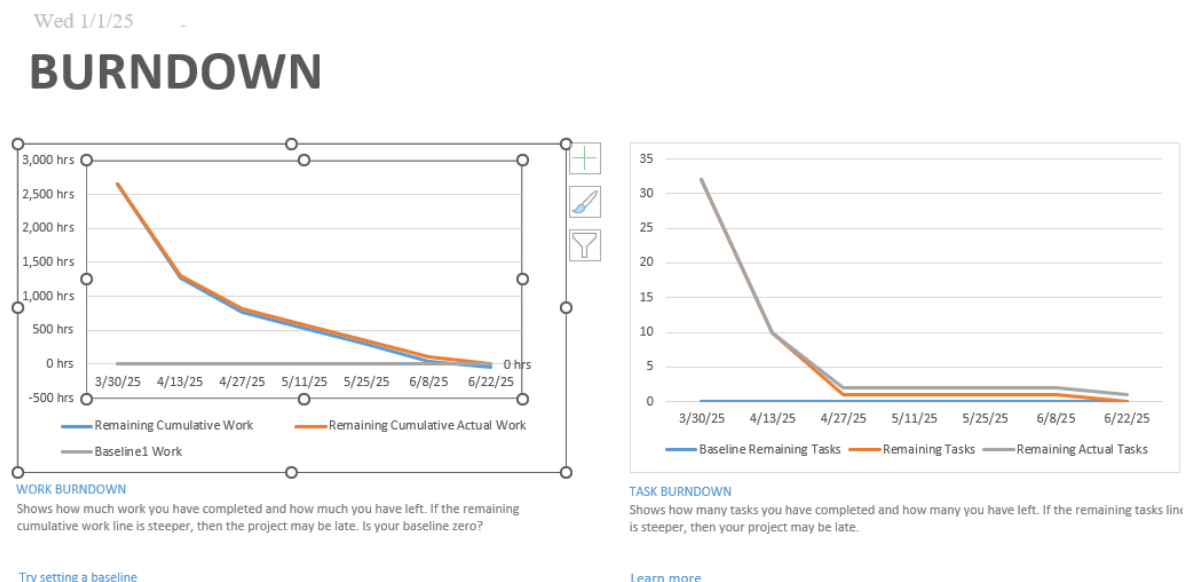 Wed 1/1/25 -
BURNDOWN
3,000 hrs
2,500 hrs
2,000 hrs
1,500 hrs
1,000 hrs
500 hrs
0 hrs
-500 hrs
0 hrs
3/30/25 4/13/25 4/27/25 5/11/25 5/25/25 6/8/25 6/22/25
Remaining Cumulative Work Remaining Cumulative Actual Work
Baseline1 Work
WORK BURNDOWN
Shows how much work you have completed and how much you have left. If the remaining
cumulative work line is steeper, then the project may be late. Is your baseline zero?
Try setting a baseline
35
30
25
20
15
10
5
0
3/30/25 4/13/25 4/27/25 5/11/25 5/25/25 6/8/25 6/22/25
Baseline Remaining Tasks Remaining Tasks Remaining Actual Tasks
TASK BURNDOWN
Shows how many tasks you have completed and how many you have left. If the remaining tasks line
is steeper, then your project may be late.
Learn more